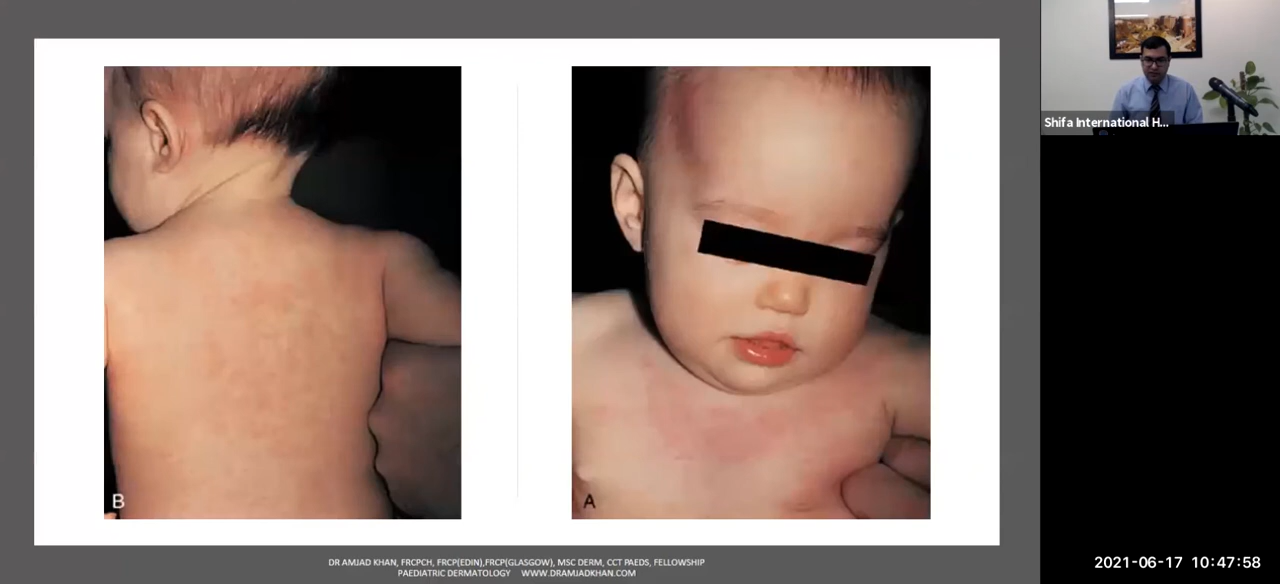 Shifa International H...
B
A
DR AMJAD KHAN, FRCPCH, FRCP(EDIN),FRCP(GLASGOW), MSC DERM, CCT PAEDS, FELLOWSHIP
PAEDIATRIC DERMATOLOGY WWW.DRAMJADKHAN.COM
2021-06-17 10:47:58